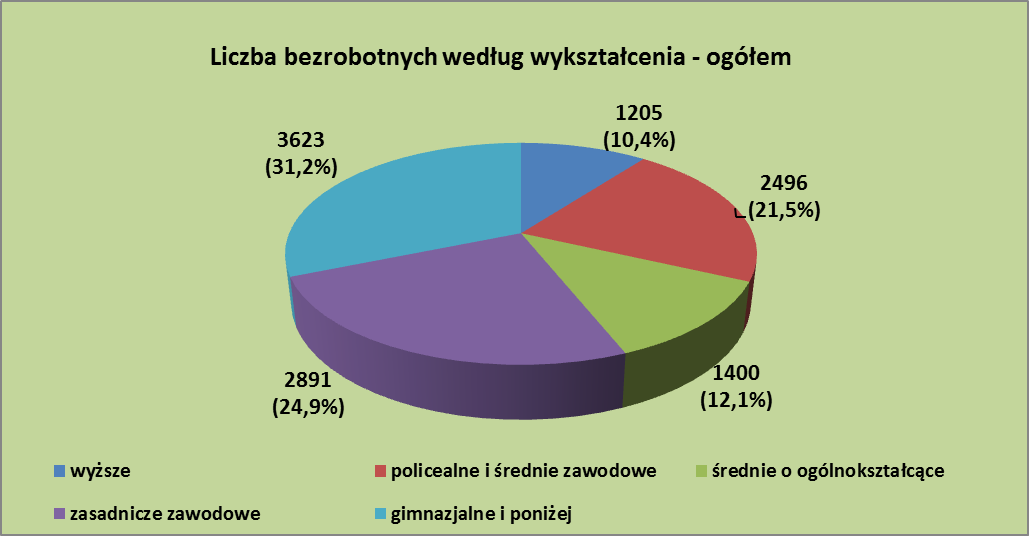 Liczba bezrobotnych według wykształcenia - ogółem
1205
(10,4%)
3623
(31,2%)
2496
(21,5%)
1400
(12,1%)
2891
(24,9%)
wyższe
policealne i średnie zawodowe
średnie o ogólnokształcące
zasadnicze zawodowe
gimnazjalne i poniżej